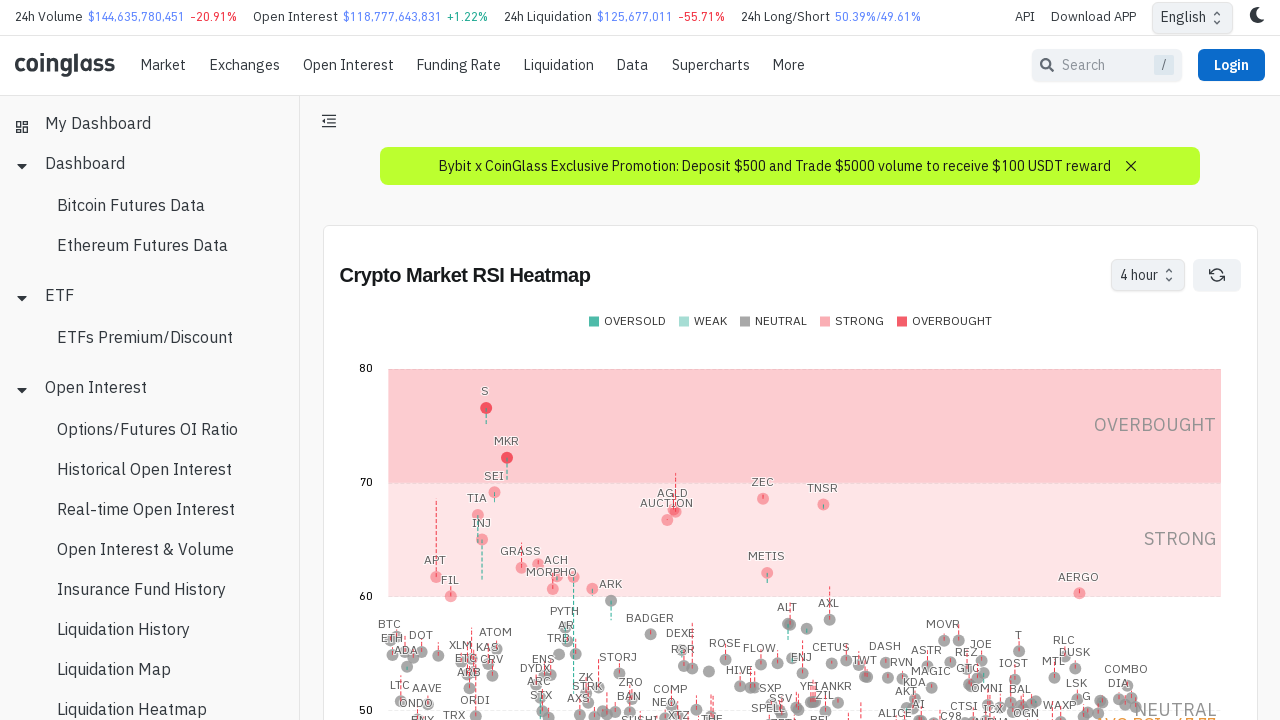 24h Volume $144,635,780,451 -20.91% Open Interest $118,777,643,831 +1.22% 24h Liquidation $125,677,011 -55.71% 24h Long/Short 50.39%/49.61% API Download APP English
coinglass Market Exchanges Open Interest Funding Rate Liquidation Data Supercharts More Search / Login
My Dashboard
Dashboard
Bitcoin Futures Data
Ethereum Futures Data
ETF
ETFs Premium/Discount
Open Interest
Options/Futures OI Ratio
Historical Open Interest
Real-time Open Interest
Open Interest & Volume
Insurance Fund History
Liquidation History
Liquidation Map
Liquidation Heatmap
Bybit x CoinGlass Exclusive Promotion: Deposit $500 and Trade $5000 volume to receive $100 USDT reward
Crypto Market RSI Heatmap
4 hour
OVERSOLD WEAK NEUTRAL STRONG OVERBOUGHT
80
S
OVERBOUGHT
MKR
70
SEI
ZEC
TNSR
TIA
AGLD
AUCTION
INJ
STRONG
GRASS
METIS
APT
ACH
MORPHO
FIL
ARK
AERGO
60
PYTH
ALT
AXL
BTC
AR
BADGER
MOVR
ETH
DOT
ATOM
TRB
DEXE
T
ADA
XLM
KAS
RSR
ROSE
FLOW
CETUS
DASH
ASTR
REZ
JOE
RLC
DUSK
ETC
CRV
ENS
STORJ
ENJ
TWT
RVN
IOST
MTL
ARB
DYDX
HIVE
MAGIC
GTC
COMBO
LTC
AAVE
ARC
ZK
STRK
ZRO
COMP
SXP
YFI
ANKR
KDA
OMNI
BAL
LSK
DIA
ONDO
ORDI
STX
AXS
BAN
NEO
SSV
ZIL
AKT
AI
CTSI
ICX
WAXP
G
50
TRX
XTZ
SPELL
ALICE
C98
OGN
NEUTRAL